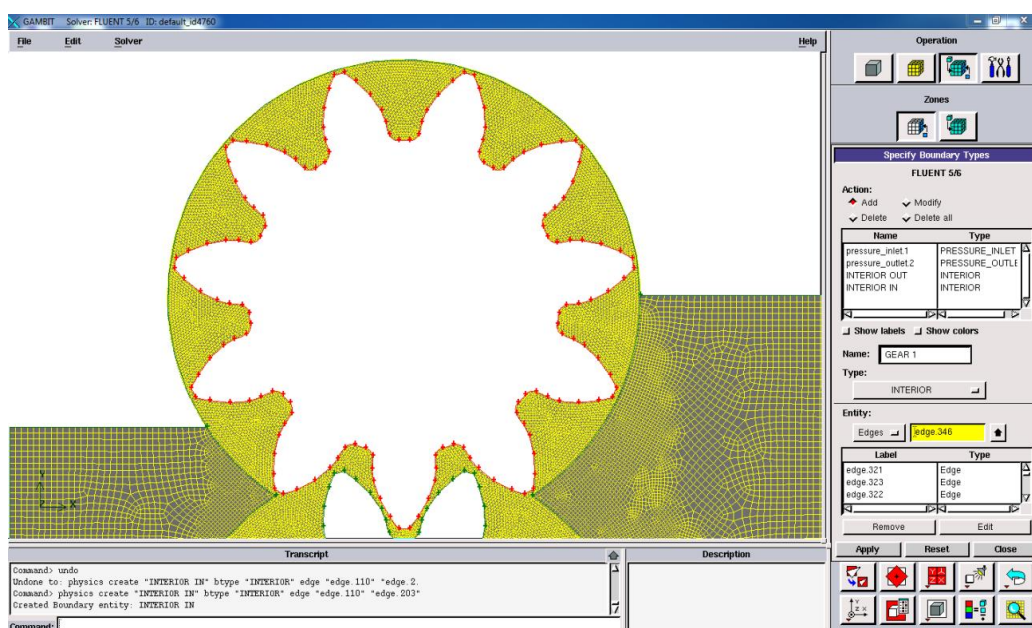 GAMBIT Solver: FLUENT 5/6 ID: default_id4760
File Edit Solver Help
Operation
Zones
Specify Boundary Types
FLUENT 5/6
Action:
Add Modify
Delete Delete all
Name Type
pressure_inlet.1 PRESSURE_INLET
pressure_outlet.2 PRESSURE_OUTLE
INTERIOR OUT INTERIOR
INTERIOR IN INTERIOR
Show labels Show colors
Name: GEAR 1
Type:
INTERIOR
Entity:
Edges edge.346
Label Type
edge.321 Edge
edge.323 Edge
edge.322 Edge
Remove Edit
Apply Reset Close
Y
Z X
Transcript Description
Command> undo
Undone to: physics create "INTERIOR IN" btype "INTERIOR" edge "edge.110" "edge.2.
Command> physics create "INTERIOR IN" btype "INTERIOR" edge "edge.110" "edge.203"
Created Boundary entity: INTERIOR IN
Command: